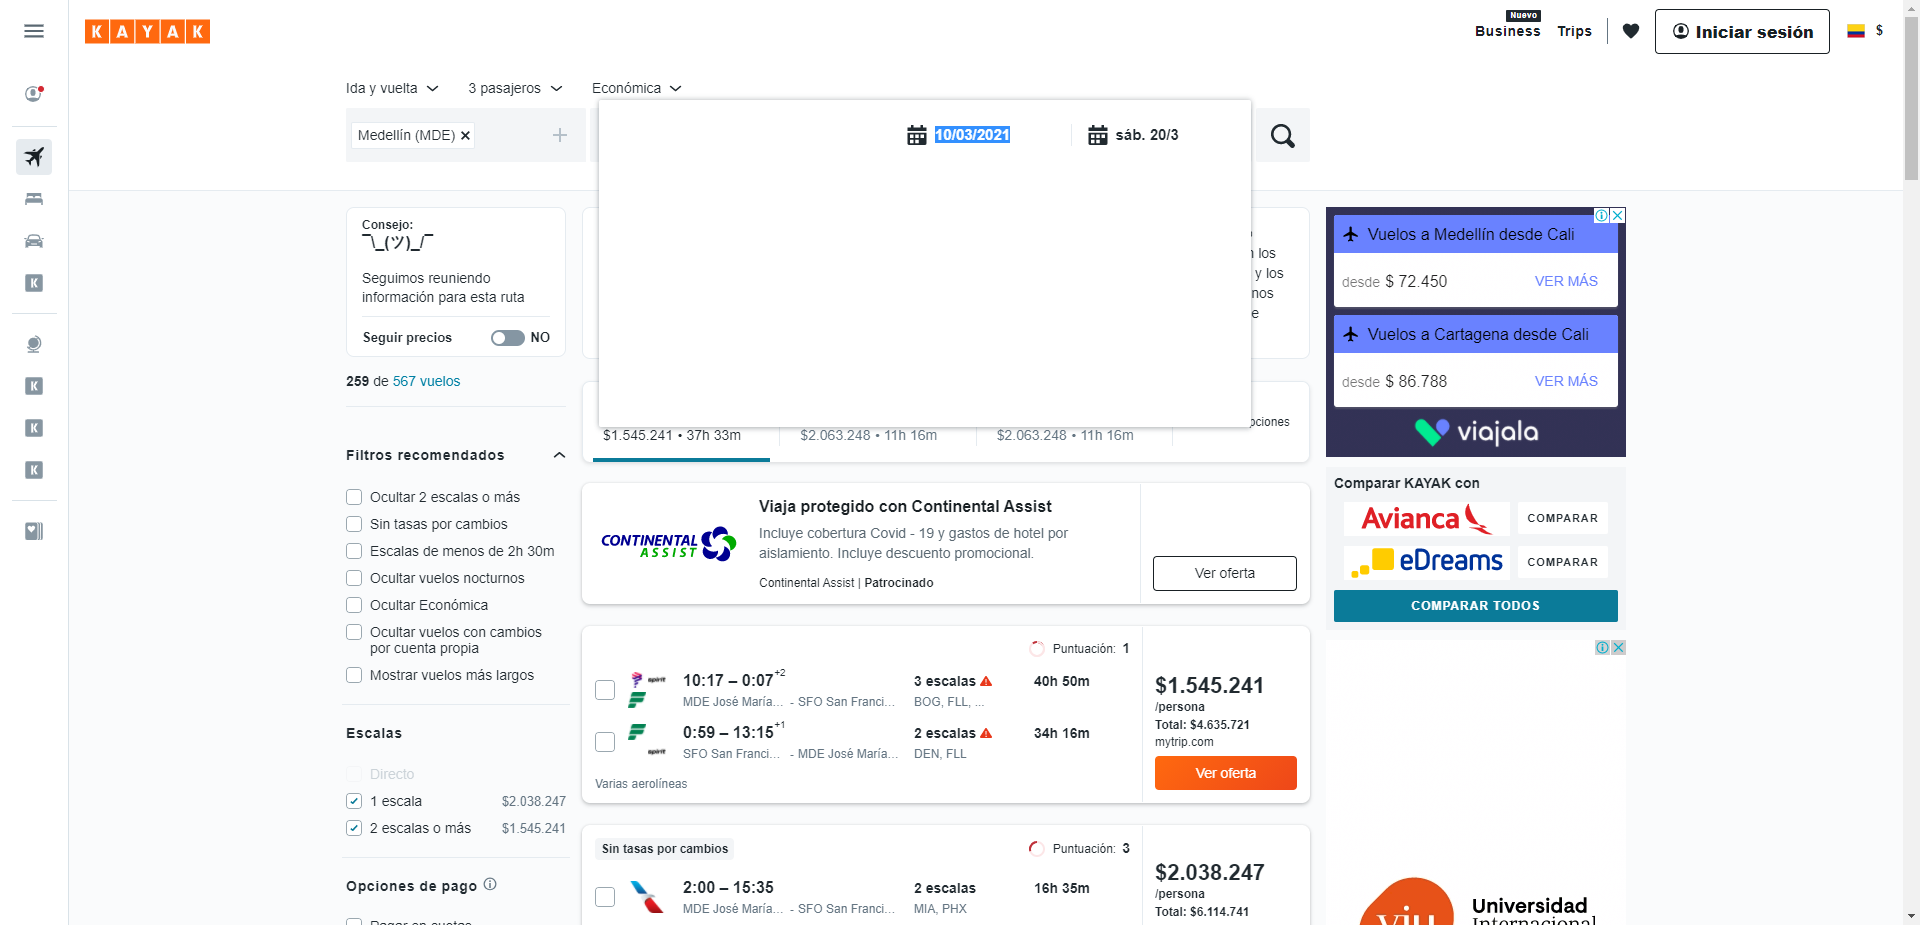 KAYAK
Nuevo
Business
Trips
Iniciar sesión
$
Ida y vuelta
3 pasajeros
Económica
Medellín (MDE)
10/03/2021
sáb. 20/3
Consejo:
¯\_(ツ)_/¯
Seguimos reuniendo
información para esta ruta
Seguir precios
NO
259 de 567 vuelos
Filtros recomendados
Ocultar 2 escalas o más
Sin tasas por cambios
Escalas de menos de 2h 30m
Ocultar vuelos nocturnos
Ocultar Económica
Ocultar vuelos con cambios
por cuenta propia
Mostrar vuelos más largos
Escalas
Directo
1 escala $2.038.247
2 escalas o más $1.545.241
Opciones de pago
los
y los
$1.545.241 • 37h 33m
$2.063.248 • 11h 16m
$2.063.248 • 11h 16m
pciones
Viaja protegido con Continental Assist
CONTINENTAL
ASSIST
Incluye cobertura Covid - 19 y gastos de hotel por
aislamiento. Incluye descuento promocional.
Continental Assist | Patrocinado
Ver oferta
Puntuación: 1
spirit
10:17 – 0:07+2
3 escalas
40h 50m
MDE José María... - SFO San Franci...
BOG, FLL, ...
0:59 – 13:15+1
2 escalas
34h 16m
spirit
SFO San Franci... - MDE José María...
DEN, FLL
Varias aerolíneas
$1.545.241
/persona
Total: $4.635.721
mytrip.com
Ver oferta
Sin tasas por cambios
Puntuación: 3
2:00 – 15:35
2 escalas
16h 35m
MDE José María... - SFO San Franci...
MIA, PHX
$2.038.247
/persona
Total: $6.114.741
Vuelos a Medellín desde Cali
desde $ 72.450
VER MÁS
Vuelos a Cartagena desde Cali
desde $ 86.788
VER MÁS
viajala
Comparar KAYAK con
Avianca
COMPARAR
eDreams
COMPARAR
COMPARAR TODOS
viu
Universidad
Internacional
K
K
K
K